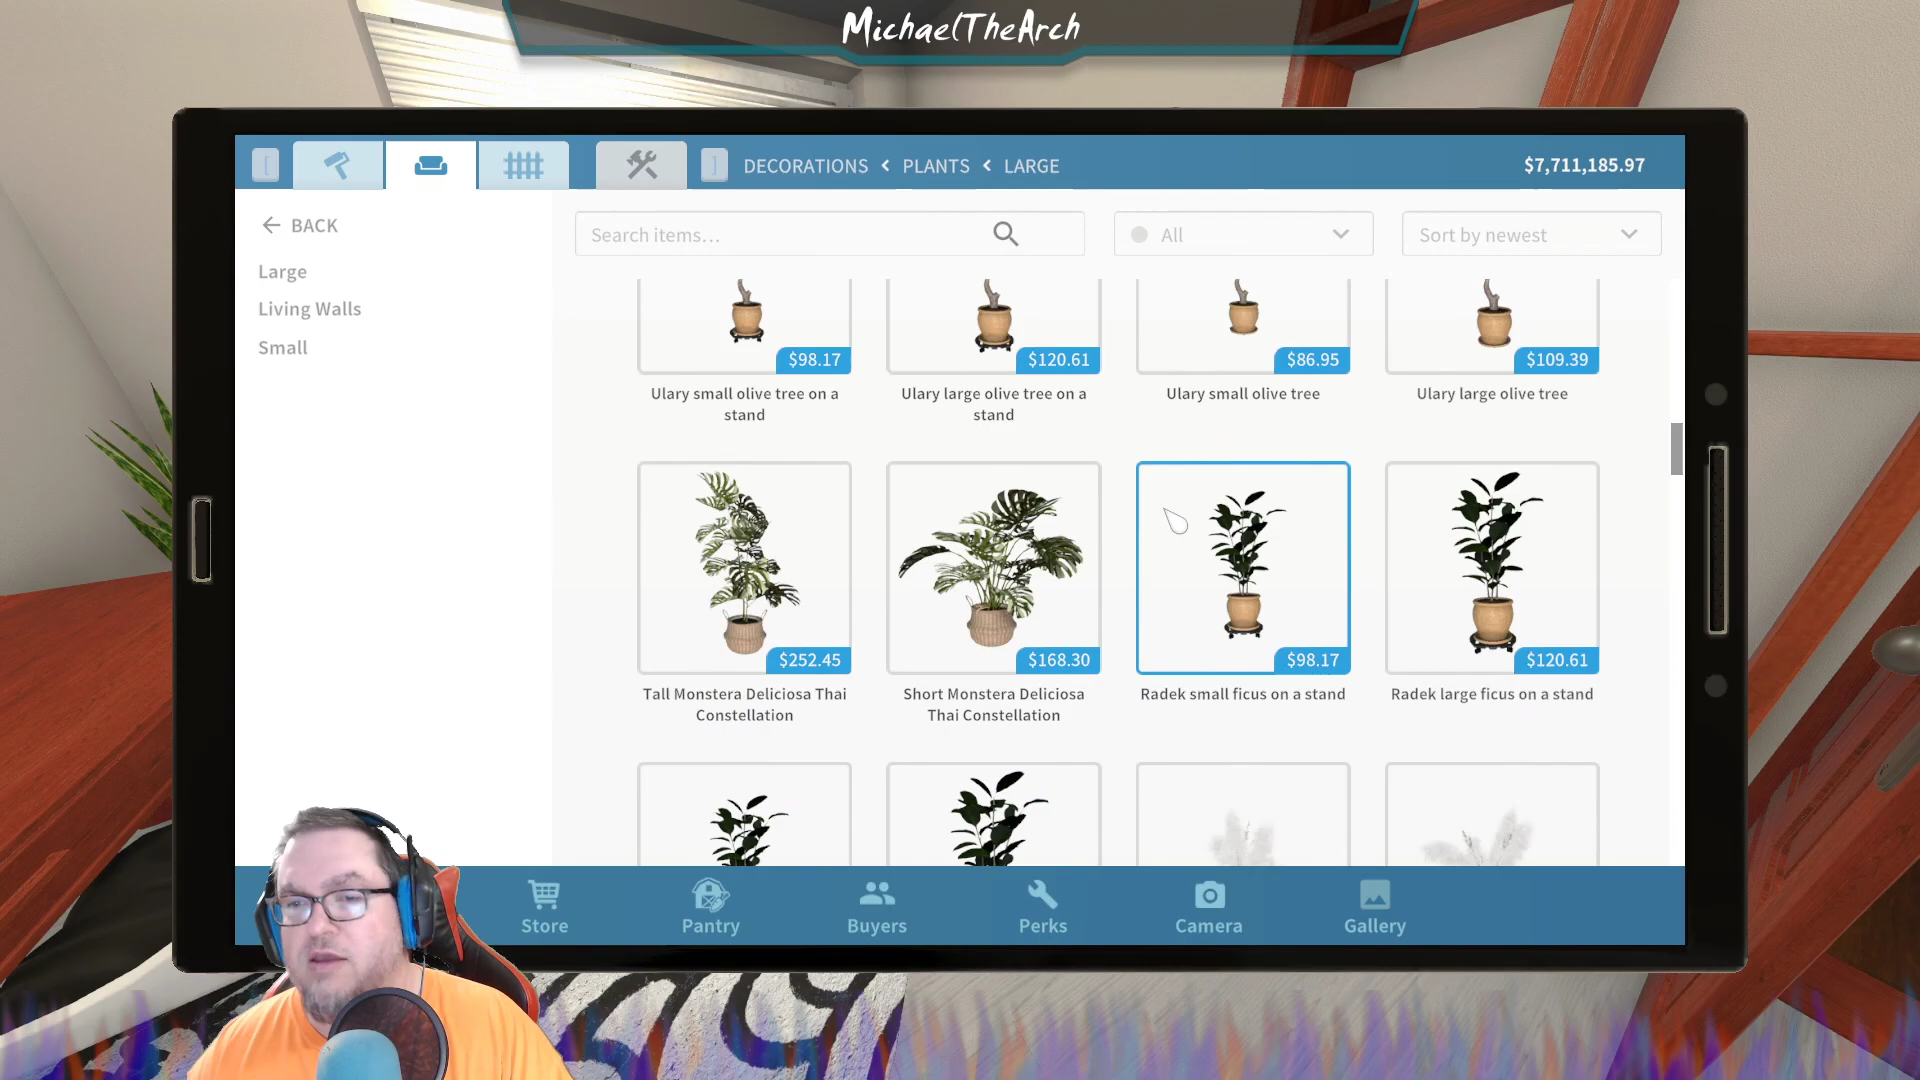 MichaelTheArch
[
]
DECORATIONS < PLANTS < LARGE
$7,711,185.97
BACK
Large
Living Walls
Small
Search items...
All
Sort by newest
$98.17
$120.61
$86.95
$109.39
Ulary small olive tree on a
stand
Ulary large olive tree on a
stand
Ulary small olive tree
Ulary large olive tree
$252.45
$168.30
$98.17
$120.61
Tall Monstera Deliciosa Thai
Constellation
Short Monstera Deliciosa
Thai Constellation
Radek small ficus on a stand
Radek large ficus on a stand
Store
Pantry
Buyers
Perks
Camera
Gallery